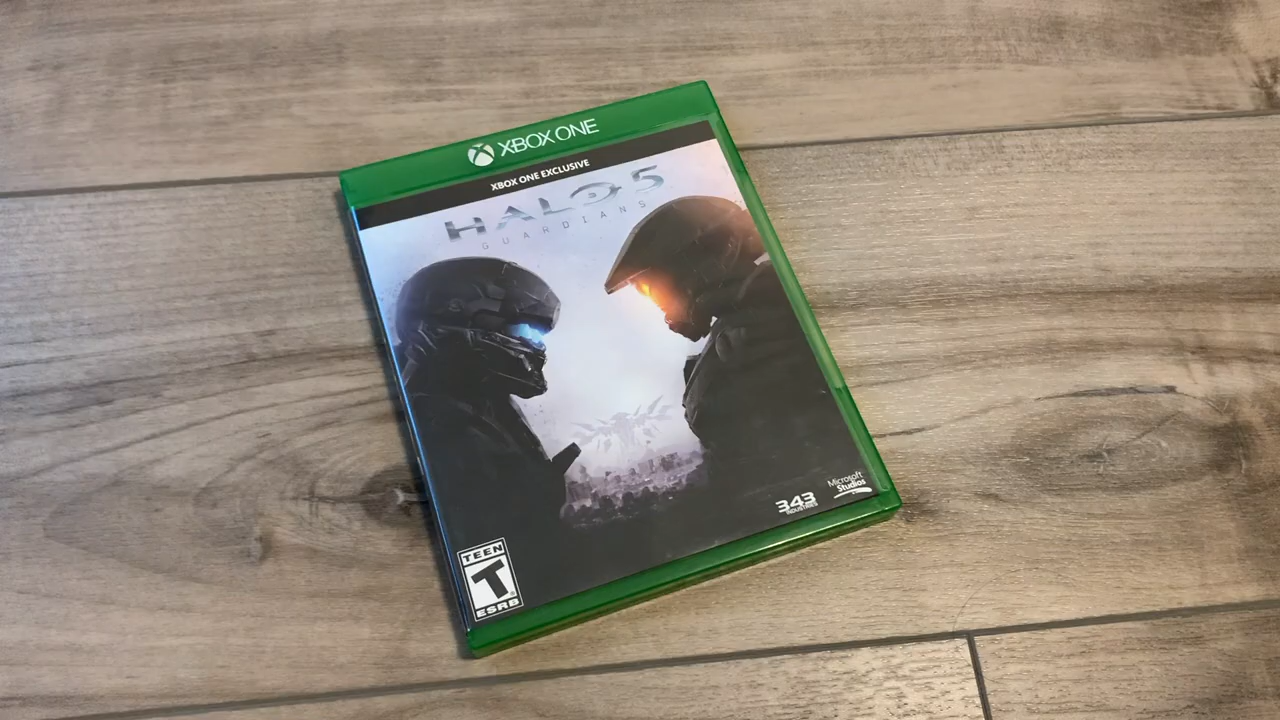 XBOX ONE
XBOX ONE EXCLUSIVE
HALO 5
GUARDIANS
343
INDUSTRIES
Microsoft
Studios
TEEN
T
ESRB